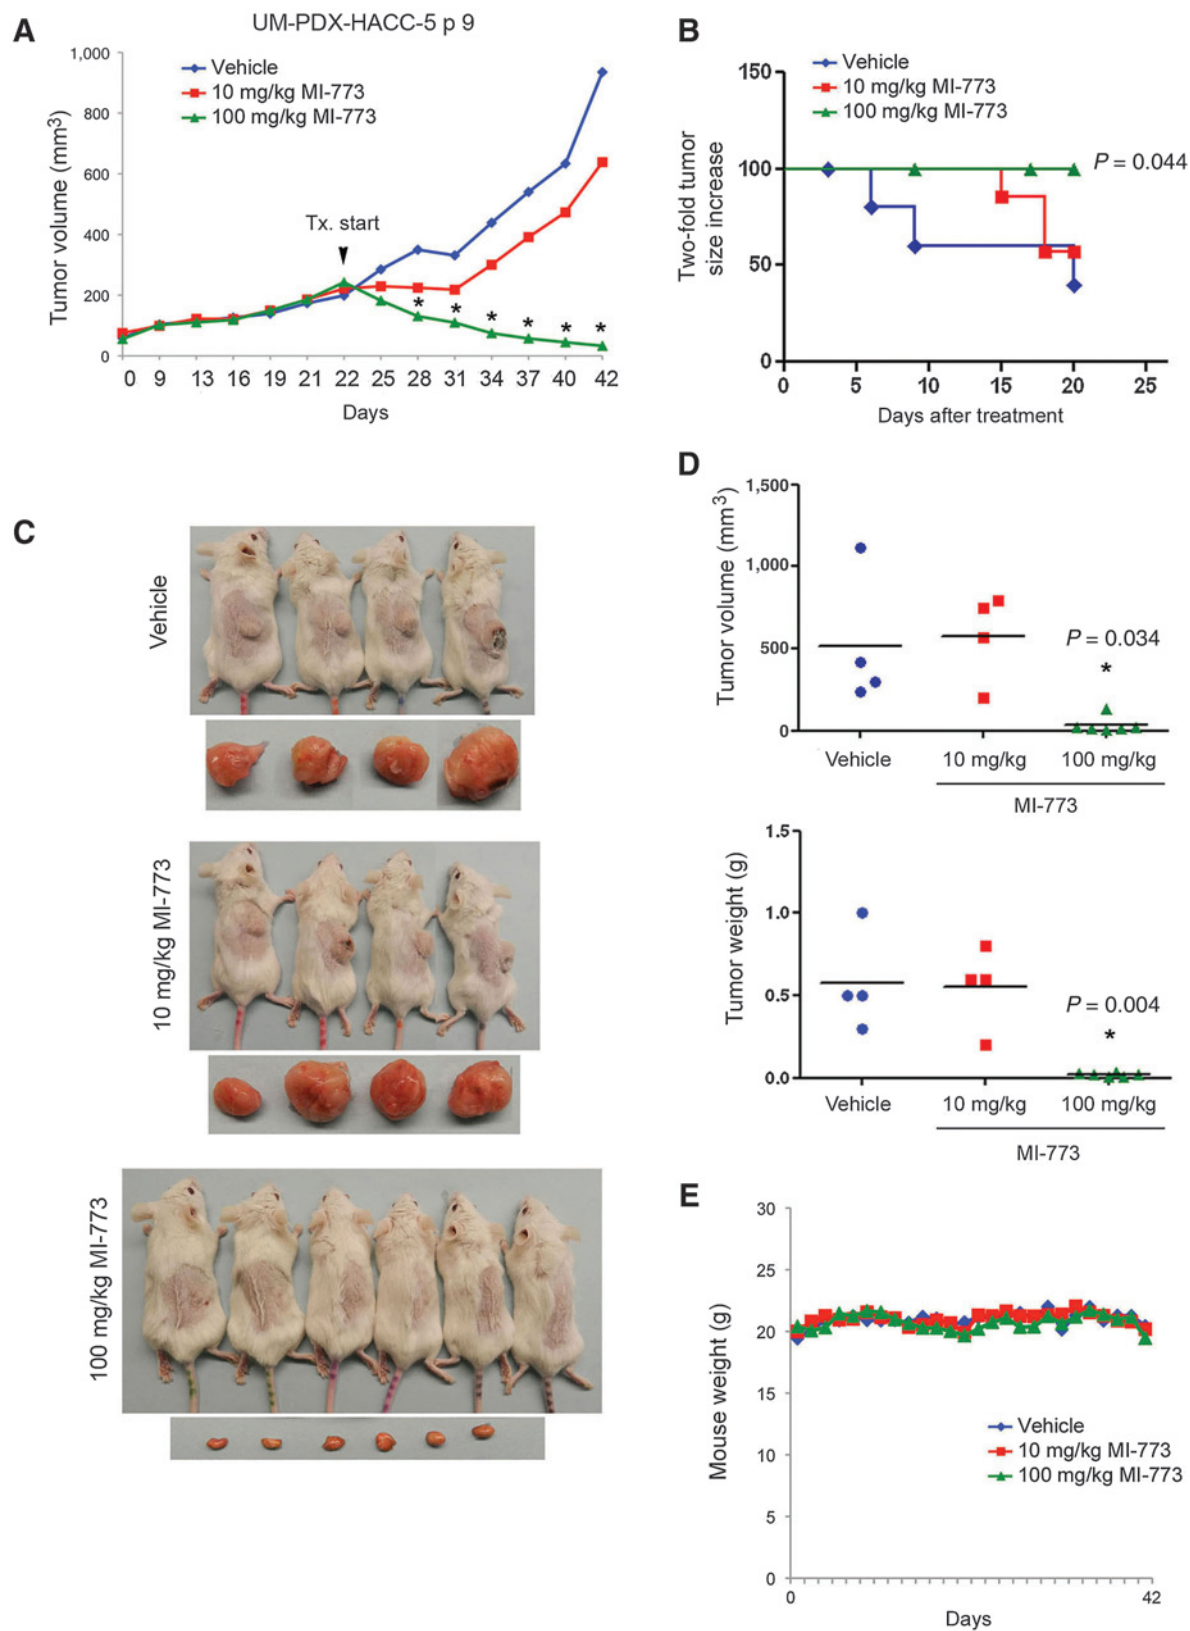 A
UM-PDX-HACC-5 p 9
Tumor volume (mm³)
1,000
800
600
400
200
0
Vehicle
10 mg/kg MI-773
100 mg/kg MI-773
Tx. start
* * * * * *
0 9 13 16 19 21 22 25 28 31 34 37 40 42
Days
B
Two-fold tumor
size increase
150
100
50
0
Vehicle
10 mg/kg MI-773
100 mg/kg MI-773
P = 0.044
0 5 10 15 20 25
Days after treatment
C
Vehicle
10 mg/kg MI-773
100 mg/kg MI-773
D
Tumor volume (mm³)
1,500
1,000
500
0
P = 0.034
*
Vehicle 10 mg/kg 100 mg/kg
MI-773
Tumor weight (g)
1.5
1.0
0.5
0.0
P = 0.004
*
Vehicle 10 mg/kg 100 mg/kg
MI-773
E
Mouse weight (g)
30
25
20
15
10
5
0
Vehicle
10 mg/kg MI-773
100 mg/kg MI-773
0 42
Days